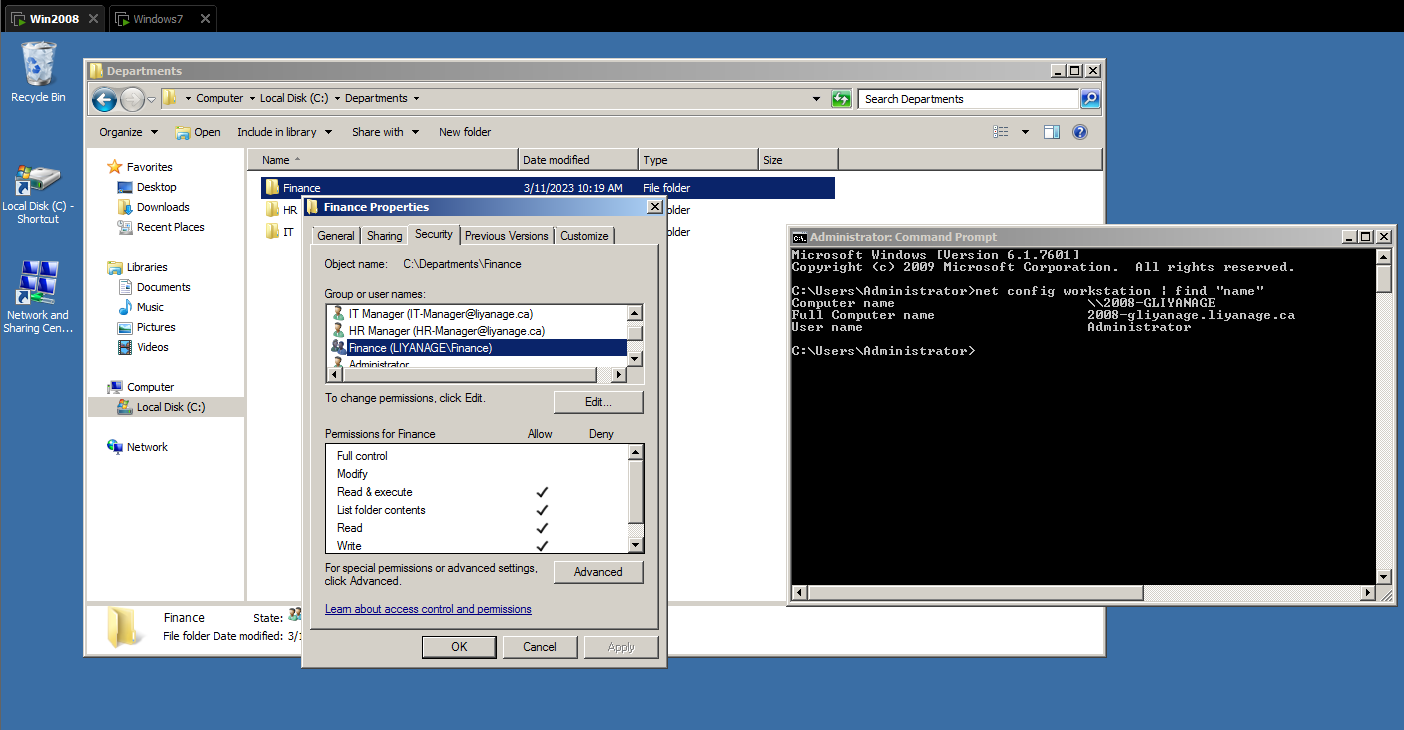 Win2008
Windows7
Recycle Bin
Local Disk (C) -
Shortcut
Network and
Sharing Cen...
Departments
Computer
Local Disk (C:)
Departments
Search Departments
Organize
Open
Include in library
Share with
New folder
Favorites
Desktop
Downloads
Recent Places
Libraries
Documents
Music
Pictures
Videos
Computer
Local Disk (C:)
Network
Name
Date modified
Type
Size
Finance
3/11/2023 10:19 AM
File folder
HR
older
IT
older
Finance
State:
File folder
Date modified: 3/1
Finance Properties
General
Sharing
Security
Previous Versions
Customize
Object name:
C:\Departments\Finance
Group or user names:
IT Manager (IT-Manager@liyanage.ca)
HR Manager (HR-Manager@liyanage.ca)
Finance (LIYANAGE\Finance)
Administrator
To change permissions, click Edit.
Edit...
Permissions for Finance
Allow
Deny
Full control
Modify
Read & execute
List folder contents
Read
Write
For special permissions or advanced settings,
click Advanced.
Advanced
Learn about access control and permissions
OK
Cancel
Apply
Administrator: Command Prompt
Microsoft Windows [Version 6.1.7601]
Copyright (c) 2009 Microsoft Corporation.  All rights reserved.
C:\Users\Administrator>net config workstation | find "name"
Computer name                        \\2008-GLIYANAGE
Full Computer name                   2008-gliyanage.liyanage.ca
User name                            Administrator
C:\Users\Administrator>